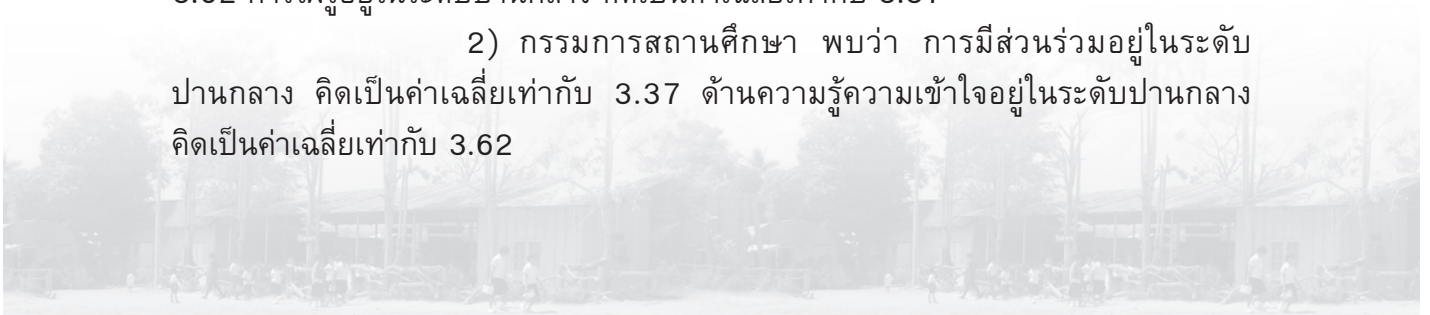 2) กรรมการสถานศึกษา พบว่า การมีส่วนร่วมอยู่ในระดับ
ปานกลาง คิดเป็นค่าเฉลี่ยเท่ากับ 3.37 ด้านความรู้ความเข้าใจอยู่ในระดับปานกลาง
คิดเป็นค่าเฉลี่ยเท่ากับ 3.62